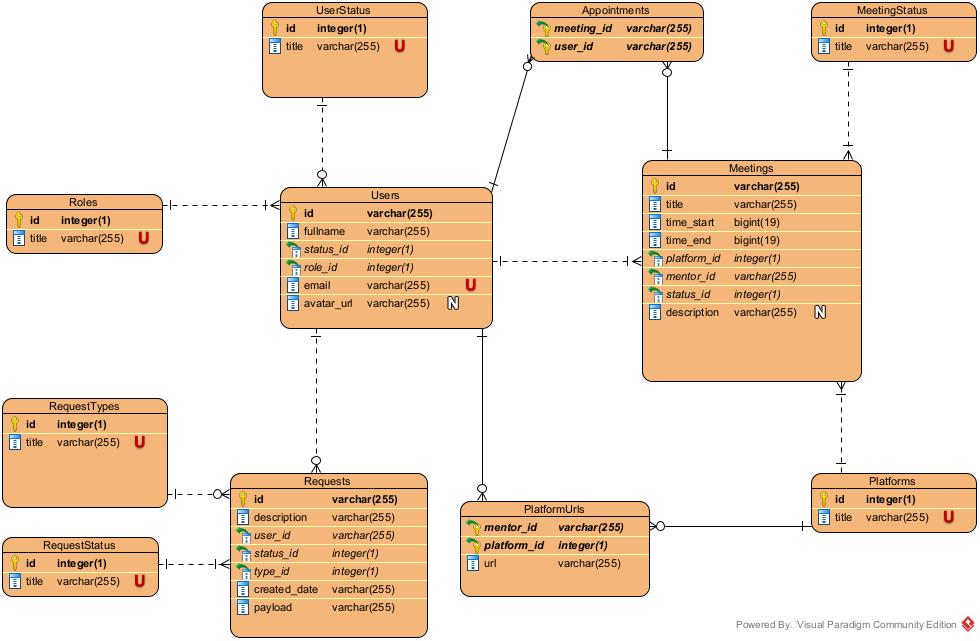 UserStatus
id integer(1)
title varchar(255) U
Appointments
meeting_id varchar(255)
user_id varchar(255)
MeetingStatus
id integer(1)
title varchar(255) U
Roles
id integer(1)
title varchar(255) U
Users
id varchar(255)
fullname varchar(255)
status_id integer(1)
role_id integer(1)
email varchar(255) U
avatar_url varchar(255) N
Meetings
id varchar(255)
title varchar(255)
time_start bigint(19)
time_end bigint(19)
platform_id integer(1)
mentor_id varchar(255)
status_id integer(1)
description varchar(255) N
RequestTypes
id integer(1)
title varchar(255) U
RequestStatus
id integer(1)
title varchar(255) U
Requests
id varchar(255)
description varchar(255)
user_id varchar(255)
status_id integer(1)
type_id integer(1)
created_date varchar(255)
payload varchar(255)
PlatformUrls
mentor_id varchar(255)
platform_id integer(1)
url varchar(255)
Platforms
id integer(1)
title varchar(255) U
Powered By Visual Paradigm Community Edition